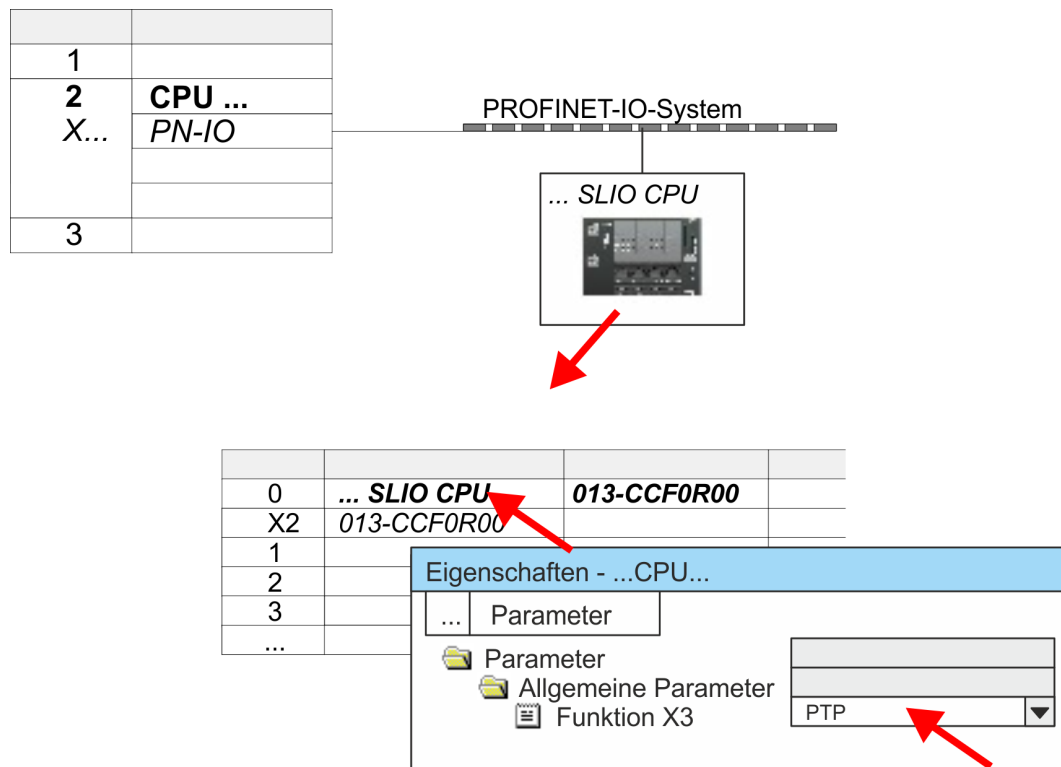 1
2 CPU ...
X... PN-IO
3
PROFINET-IO-System
... SLIO CPU
0 ... SLIO CPU 013-CCF0R00
X2 013-CCF0R00
1
2
3
...
Eigenschaften - ...CPU...
... Parameter
Parameter
Allgemeine Parameter
Funktion X3 PTP